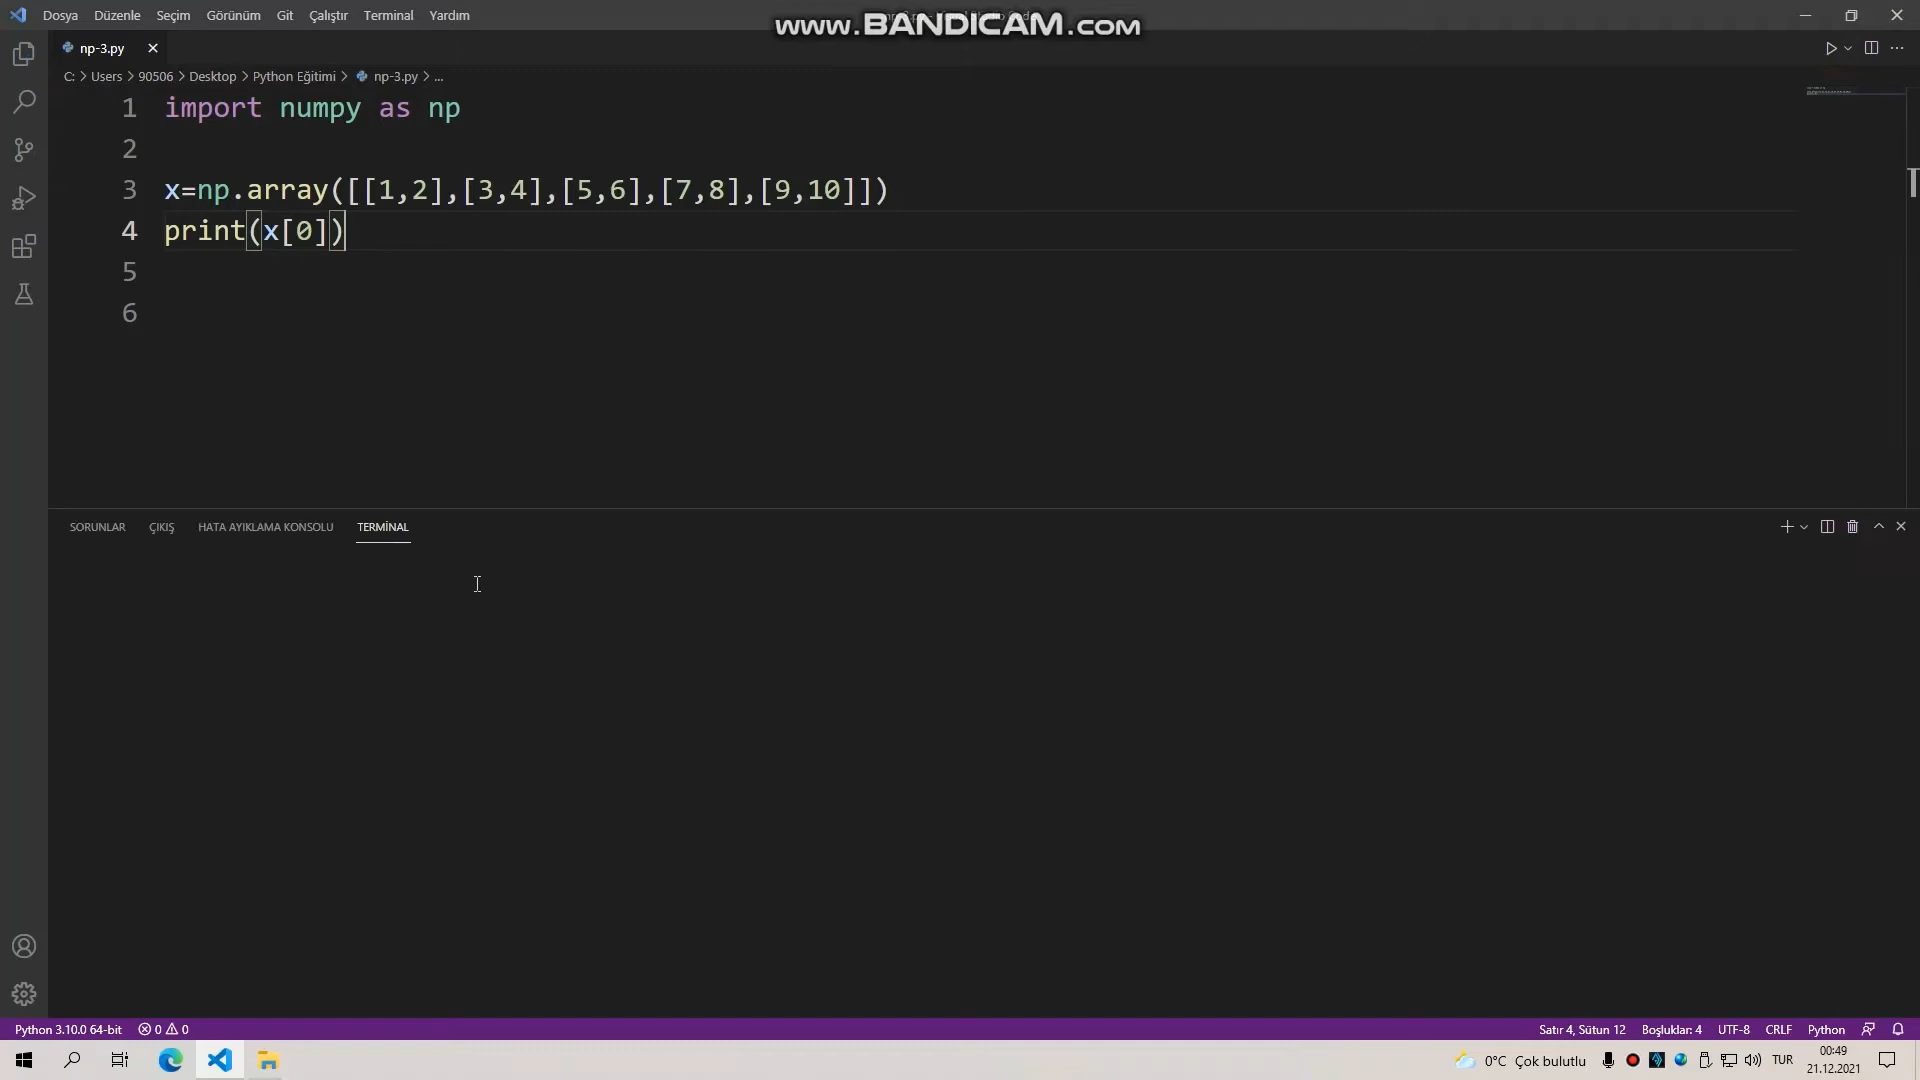 Dosya Düzenle Seçim Görünüm Git Çalıştır Terminal Yardım
www.BANDICAM.com
np-3.py
C: > Users > 90506 > Desktop > Python Eğitimi > np-3.py > ...
1 import numpy as np
2
3 x=np.array([[1,2],[3,4],[5,6],[7,8],[9,10]])
4 print(x[0])
5
6
SORUNLAR ÇIKIŞ HATA AYIKLAMA KONSOLU TERMİNAL
Python 3.10.0 64-bit 0 0 Satır 4, Sütun 12 Boşluklar: 4 UTF-8 CRLF Python
0°C Çok bulutlu TUR 00:49
21.12.2021